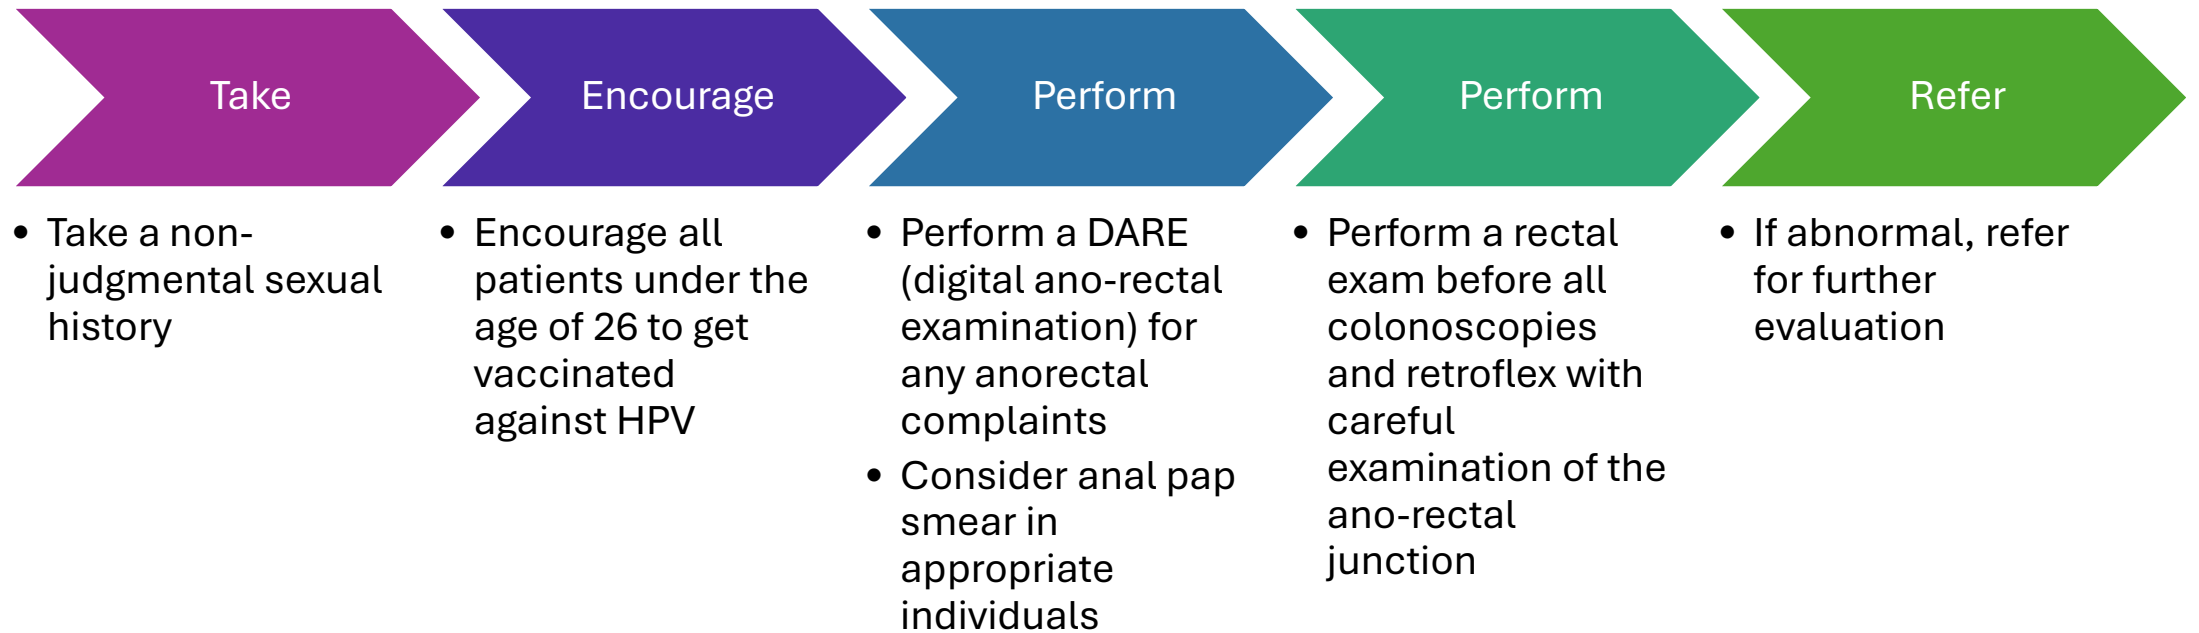 Take
Encourage
Perform
Perform
Refer
• Take a non-
judgmental sexual
history
• Encourage all
patients under the
age of 26 to get
vaccinated
against HPV
• Perform a DARE
(digital ano-rectal
examination) for
any anorectal
complaints
• Consider anal pap
smear in
appropriate
individuals
• Perform a rectal
exam before all
colonoscopies
and retroflex with
careful
examination of the
ano-rectal
junction
• If abnormal, refer
for further
evaluation